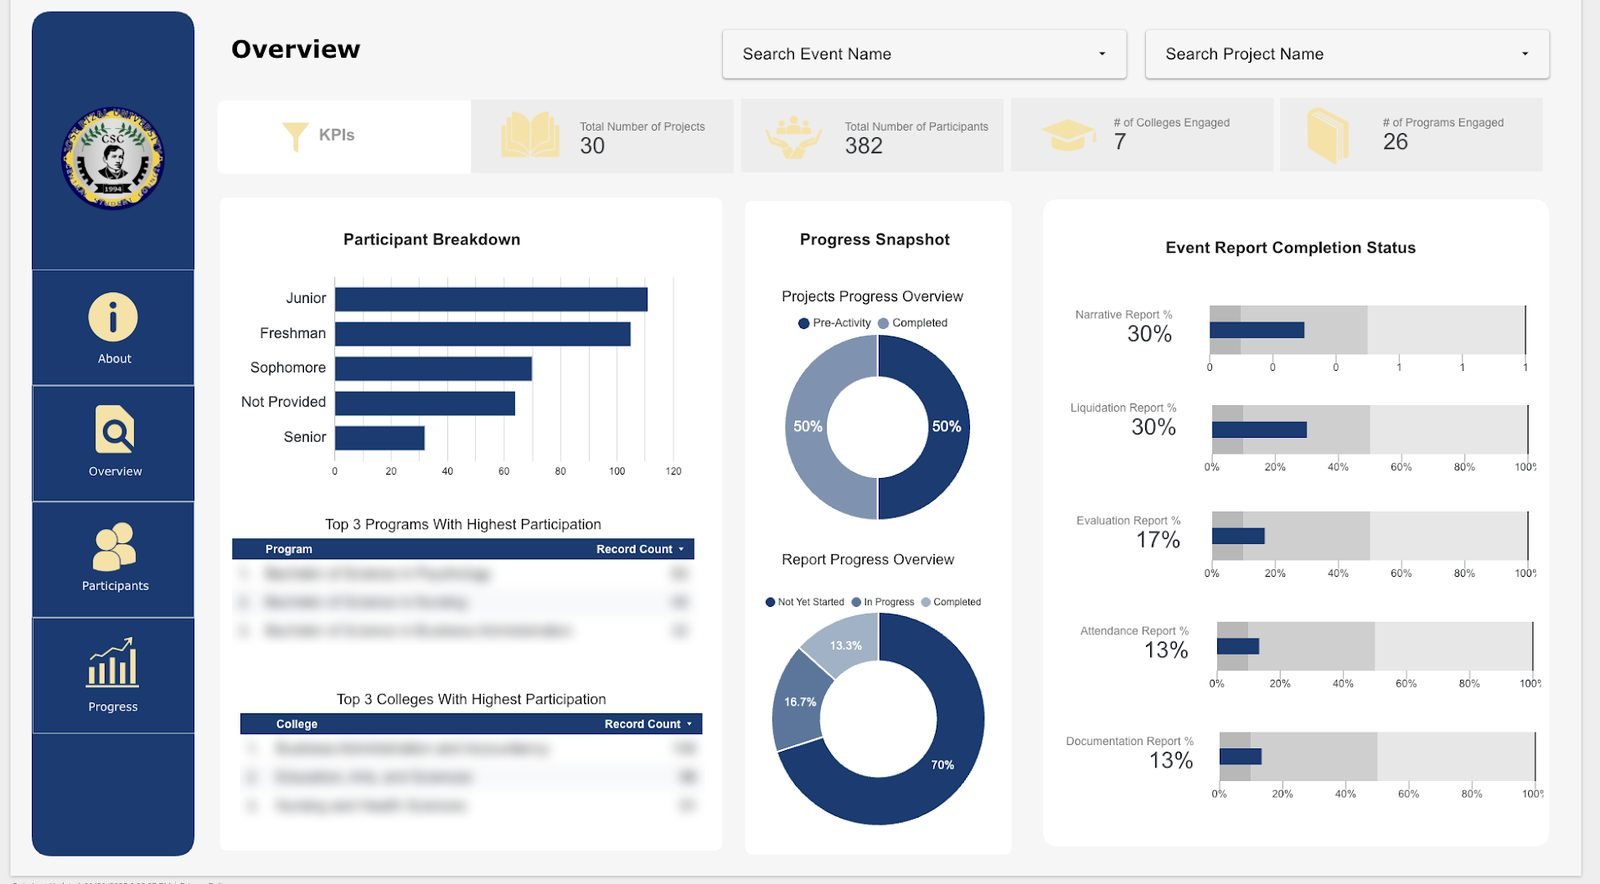 Overview
Search Event Name
Search Project Name
CSC
1994
KPIs
Total Number of Projects
30
Total Number of Participants
382
# of Colleges Engaged
7
# of Programs Engaged
26
About
Overview
Participants
Progress
Participant Breakdown
Junior
Freshman
Sophomore
Not Provided
Senior
0 20 40 60 80 100 120
Top 3 Programs With Highest Participation
Program Record Count
Top 3 Colleges With Highest Participation
College Record Count
Progress Snapshot
Projects Progress Overview
Pre-Activity Completed
50% 50%
Report Progress Overview
Not Yet Started In Progress Completed
13.3%
16.7%
70%
Event Report Completion Status
Narrative Report %
30%
0 0 0 1 1 1
Liquidation Report %
30%
0% 20% 40% 60% 80% 100%
Evaluation Report %
17%
0% 20% 40% 60% 80% 100%
Attendance Report %
13%
0% 20% 40% 60% 80% 100%
Documentation Report %
13%
0% 20% 40% 60% 80% 100%